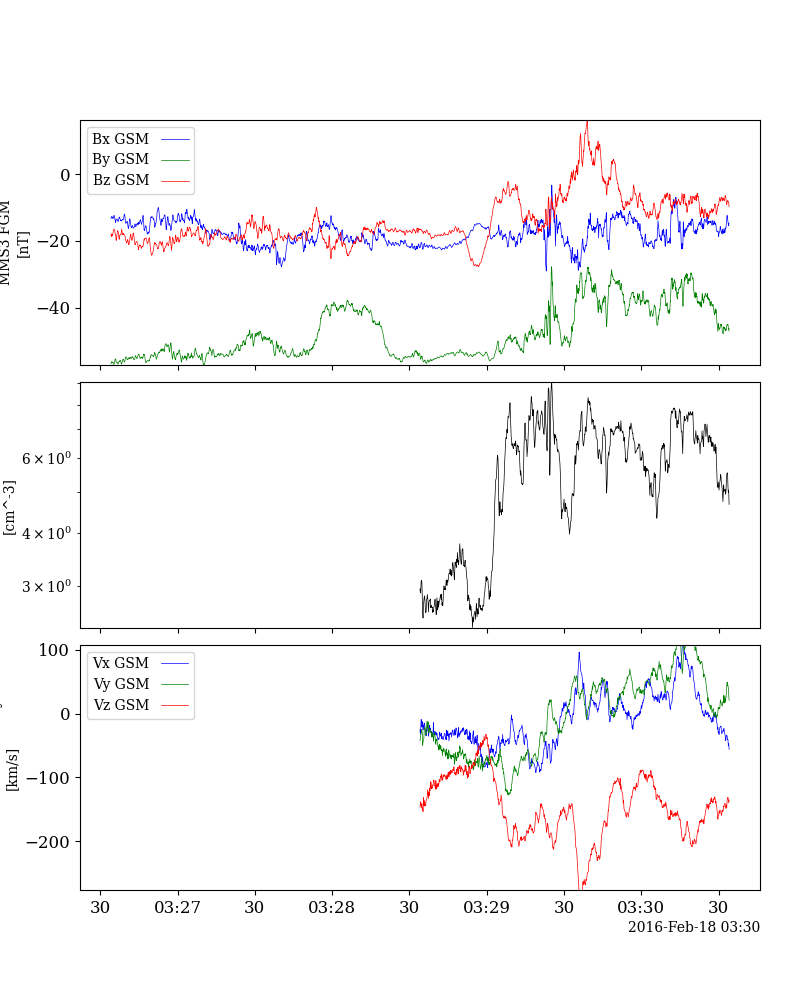 Bx GSM
By GSM
Bz GSM
0
−20
−40
MMS3 FGM
[nT]
6 × 10⁰
4 × 10⁰
3 × 10⁰
[cm^-3]
Vx GSM
Vy GSM
Vz GSM
100
0
−100
−200
[km/s]
30 03:27 30 03:28 30 03:29 30 03:30 30
2016-Feb-18 03:30